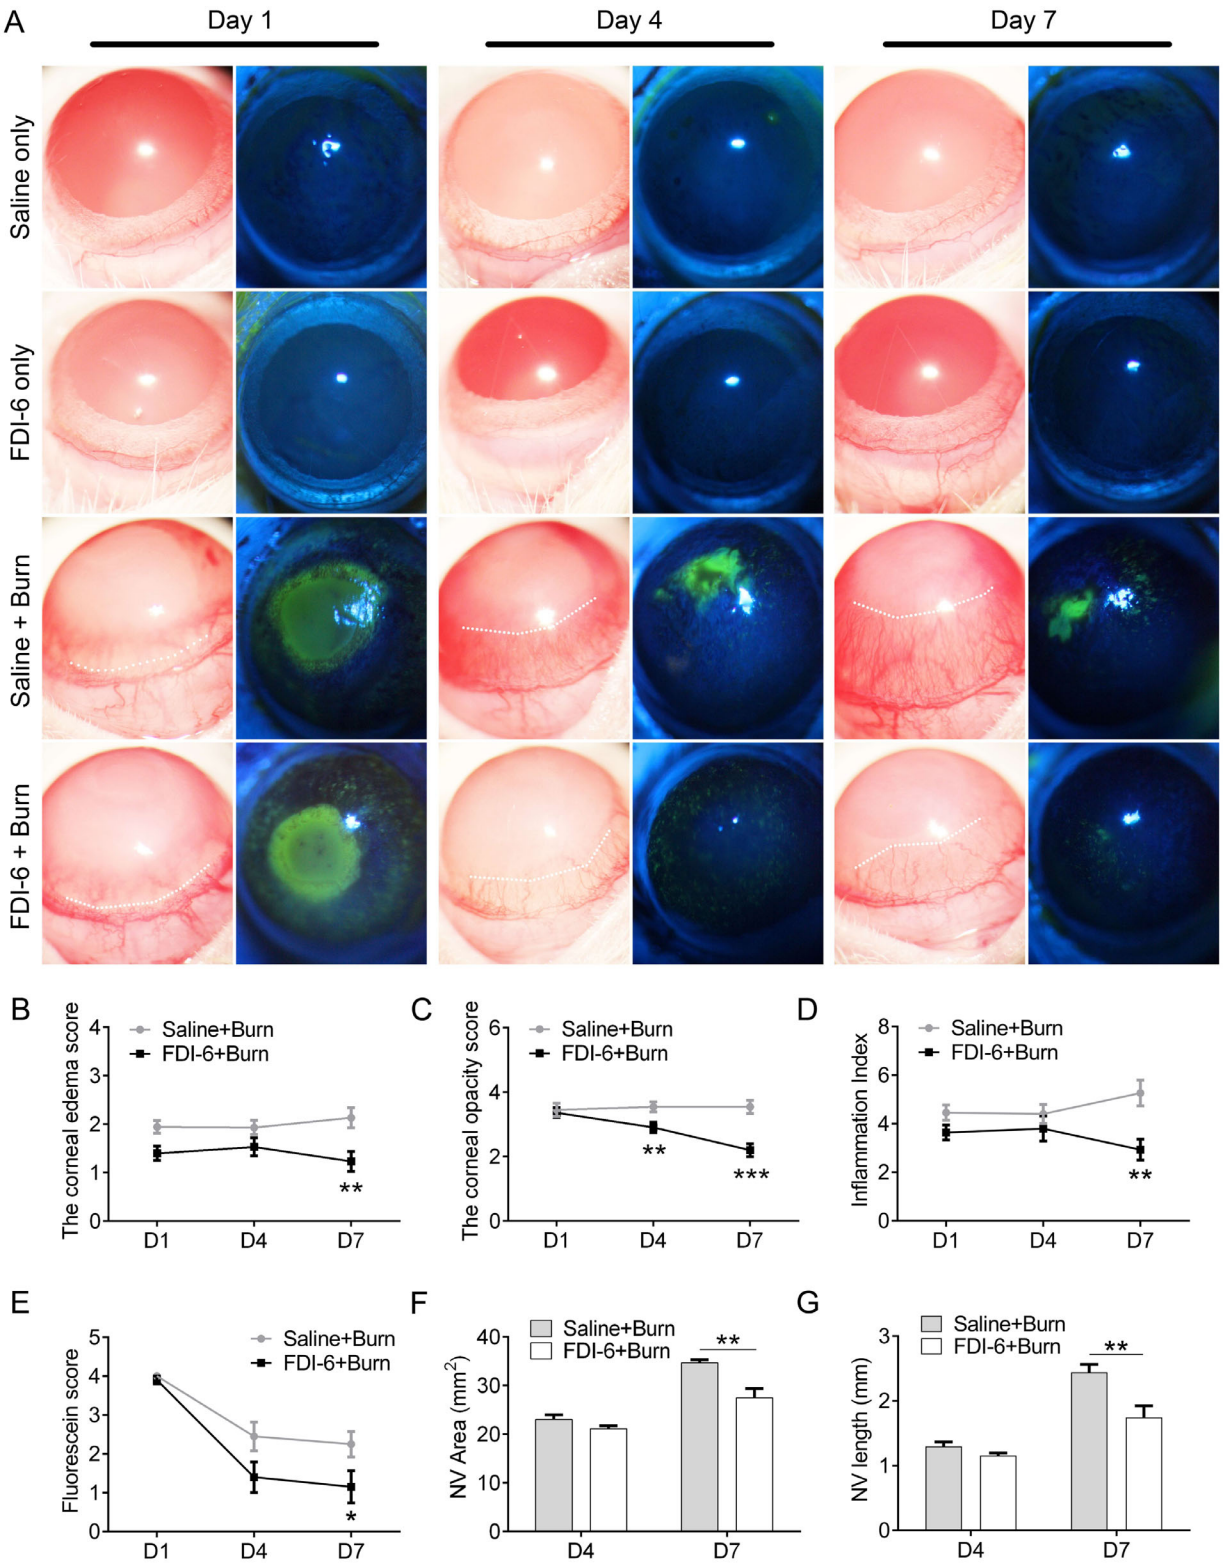 A
Day 1
Day 4
Day 7
Saline only
FDI-6 only
Saline + Burn
FDI-6 + Burn
B
The corneal edema score
4
3
2
1
0
Saline+Burn
FDI-6+Burn
**
D1
D4
D7
C
The corneal opacity score
6
4
2
0
Saline+Burn
FDI-6+Burn
**
***
D1
D4
D7
D
Inflammation Index
8
6
4
2
0
Saline+Burn
FDI-6+Burn
**
D1
D4
D7
E
Fluorescein score
5
4
3
2
1
0
Saline+Burn
FDI-6+Burn
*
D1
D4
D7
F
NV Area (mm²)
40
30
20
10
0
Saline+Burn
FDI-6+Burn
**
D4
D7
G
NV length (mm)
3
2
1
0
Saline+Burn
FDI-6+Burn
**
D4
D7